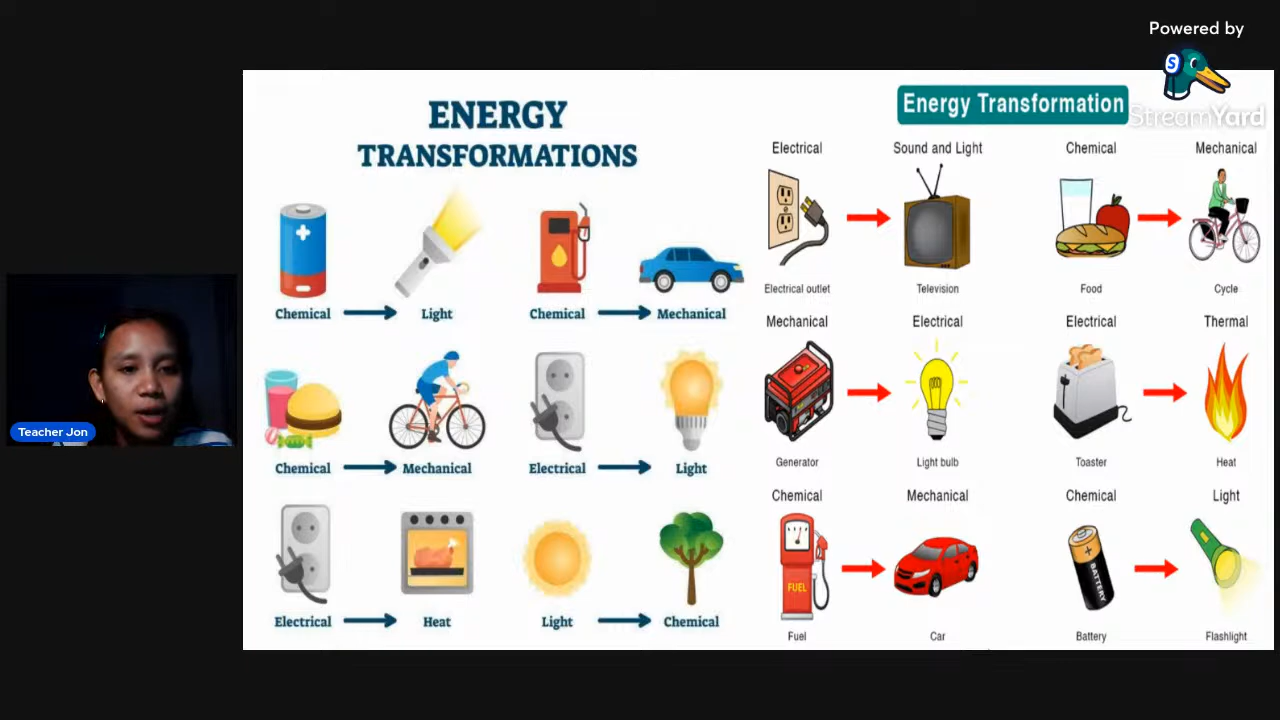 Powered by
S
StreamYard
ENERGY
TRANSFORMATIONS
Chemical Light
Chemical Mechanical
Chemical Mechanical
Electrical Light
Electrical Heat
Light Chemical
Energy Transformation
Electrical Sound and Light Chemical Mechanical
Electrical outlet Television Food Cycle
Mechanical Electrical Electrical Thermal
Generator Light bulb Toaster Heat
Chemical Mechanical Chemical Light
FUEL
BATTERY
Fuel Car Battery Flashlight
Teacher Jon